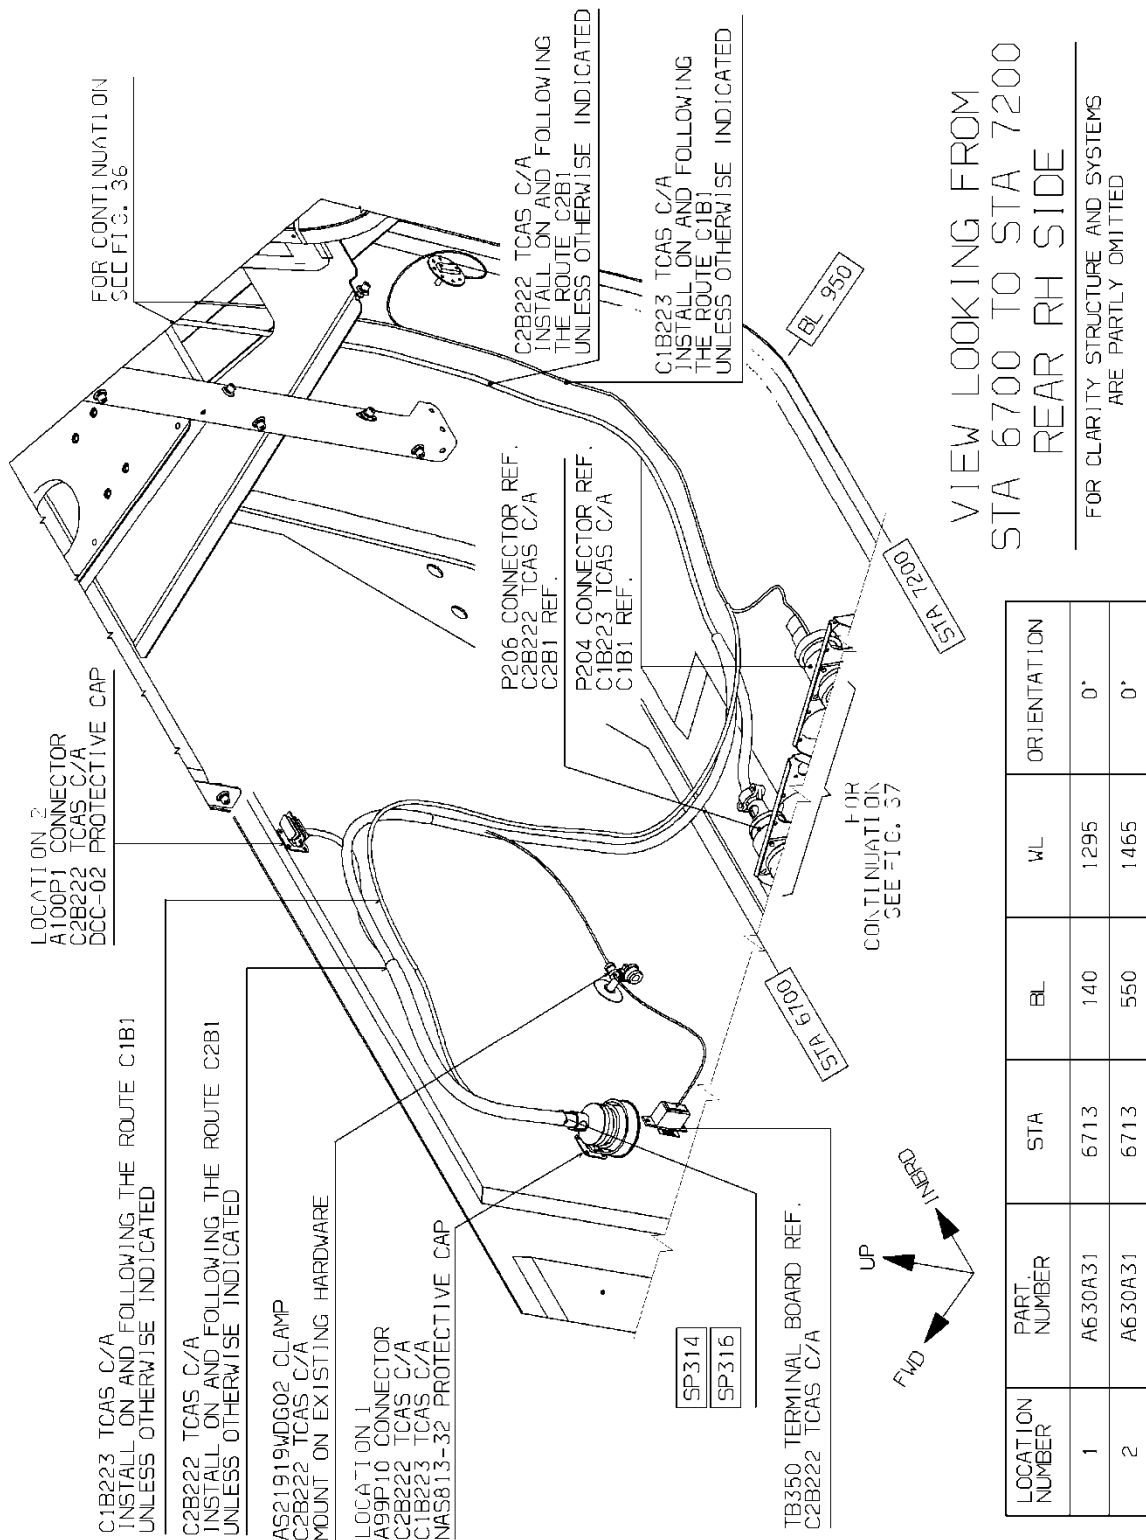 C1B223 TCAS C/A
INSTALL ON AND FOLLOWING THE ROUTE C1B1
UNLESS OTHERWISE INDICATED
C2B222 TCAS C/A
INSTALL ON AND FOLLOWING THE ROUTE C2B1
UNLESS OTHERWISE INDICATED
AS21919WDG02 CLAMP
C2B222 TCAS C/A
MOUNT ON EXISTING HARDWARE
LOCATION 1
A99P10 CONNECTOR
C2B222 TCAS C/A
C1B223 TCAS C/A
NAS813-32 PROTECTIVE CAP
SP314
SP316
TB350 TERMINAL BOARD REF.
C2B222 TCAS C/A
LOCATION 2
A100P1 CONNECTOR
C2B222 TCAS C/A
DCC-02 PROTECTIVE CAP
FOR CONTINUATION
SEE FIG. 36
P206 CONNECTOR REF.
C2B222 TCAS C/A
C2B1 REF.
P204 CONNECTOR REF.
C1B223 TCAS C/A
C1B1 REF.
C2B222 TCAS C/A
INSTALL ON AND FOLLOWING
THE ROUTE C2B1
UNLESS OTHERWISE INDICATED
C1B223 TCAS C/A
INSTALL ON AND FOLLOWING
THE ROUTE C1B1
UNLESS OTHERWISE INDICATED
BL 950
STA 7200
STA 6700
FOR
CONTINUATION
SEE FIG. 37
UP
FWD
INBRD
VIEW LOOKING FROM
STA 6700 TO STA 7200
REAR RH SIDE
FOR CLARITY STRUCTURE AND SYSTEMS
ARE PARTLY OMITTED
LOCATION NUMBER PART. NUMBER STA BL WL ORIENTATION
1 A630A31 6713 140 1295 0°
2 A630A31 6713 550 1465 0°